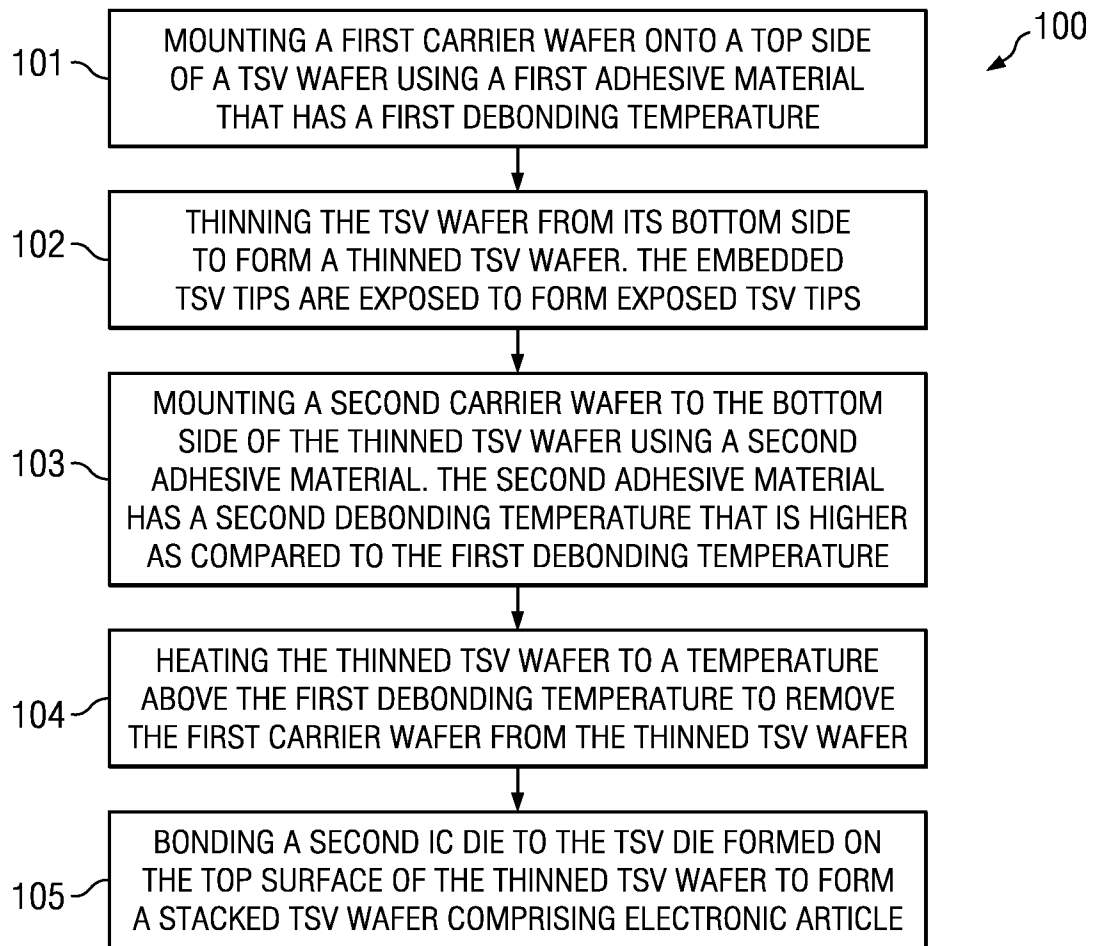 100
101
MOUNTING A FIRST CARRIER WAFER ONTO A TOP SIDE
OF A TSV WAFER USING A FIRST ADHESIVE MATERIAL
THAT HAS A FIRST DEBONDING TEMPERATURE
102
THINNING THE TSV WAFER FROM ITS BOTTOM SIDE
TO FORM A THINNED TSV WAFER. THE EMBEDDED
TSV TIPS ARE EXPOSED TO FORM EXPOSED TSV TIPS
103
MOUNTING A SECOND CARRIER WAFER TO THE BOTTOM
SIDE OF THE THINNED TSV WAFER USING A SECOND
ADHESIVE MATERIAL. THE SECOND ADHESIVE MATERIAL
HAS A SECOND DEBONDING TEMPERATURE THAT IS HIGHER
AS COMPARED TO THE FIRST DEBONDING TEMPERATURE
104
HEATING THE THINNED TSV WAFER TO A TEMPERATURE
ABOVE THE FIRST DEBONDING TEMPERATURE TO REMOVE
THE FIRST CARRIER WAFER FROM THE THINNED TSV WAFER
105
BONDING A SECOND IC DIE TO THE TSV DIE FORMED ON
THE TOP SURFACE OF THE THINNED TSV WAFER TO FORM
A STACKED TSV WAFER COMPRISING ELECTRONIC ARTICLE